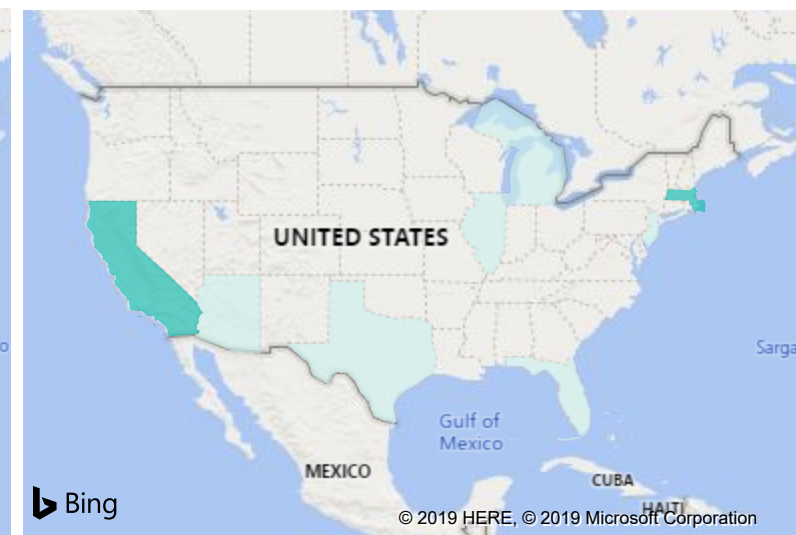 UNITED STATES
Sarga
o
Gulf of
Mexico
MEXICO
CUBA
HAITI
Bing
© 2019 HERE, © 2019 Microsoft Corporation